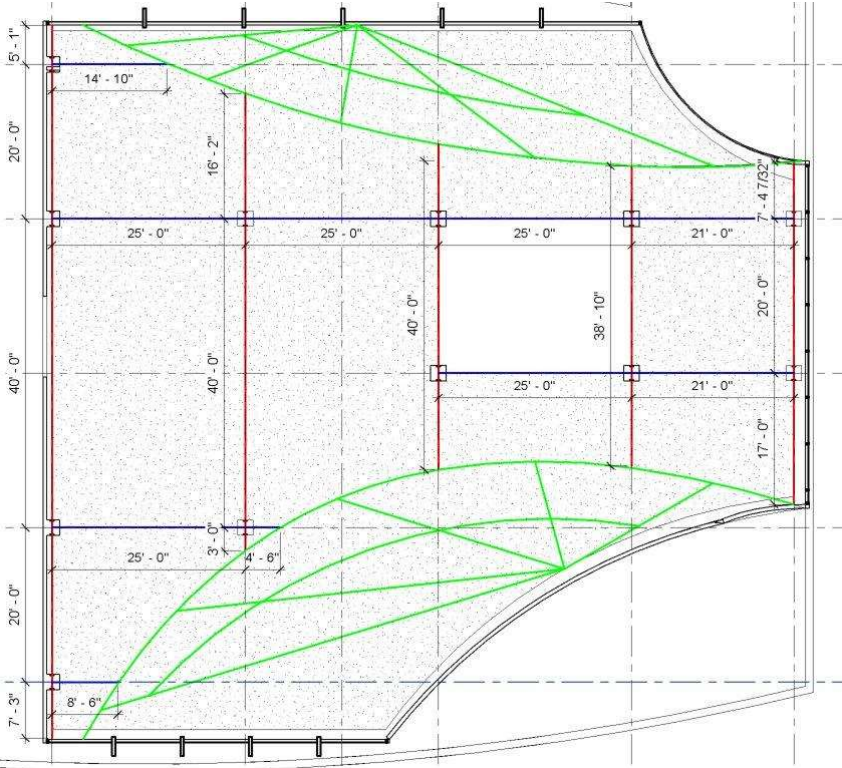 5' - 1"
14' - 10"
20' - 0"
16' - 2"
7' - 4 7/32"
25' - 0"
25' - 0"
25' - 0"
21' - 0"
40' - 0"
38' - 10"
20' - 0"
40' - 0"
40' - 0"
25' - 0"
21' - 0"
17' - 0"
3' - 0"
25' - 0"
4' - 6"
20' - 0"
8' - 6"
7' - 3"